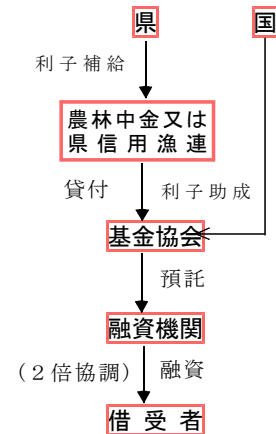 県 国
利子補給
農林中金又は
県信用漁連
貸付 利子助成
基金協会
預託
融資機関
（２倍協調） 融資
借受者